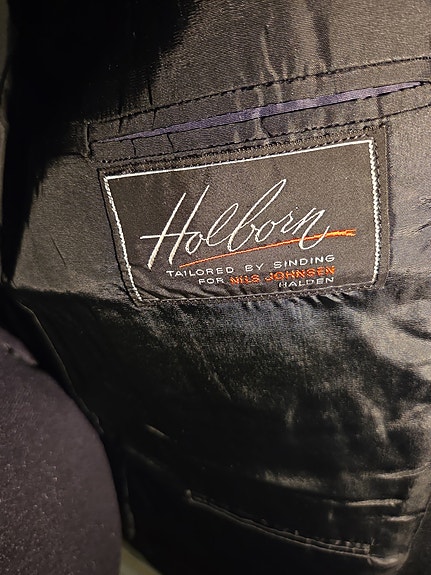 Holborn
TAILORED BY SINDING
FOR NILS JOHNSEN
HALDEN